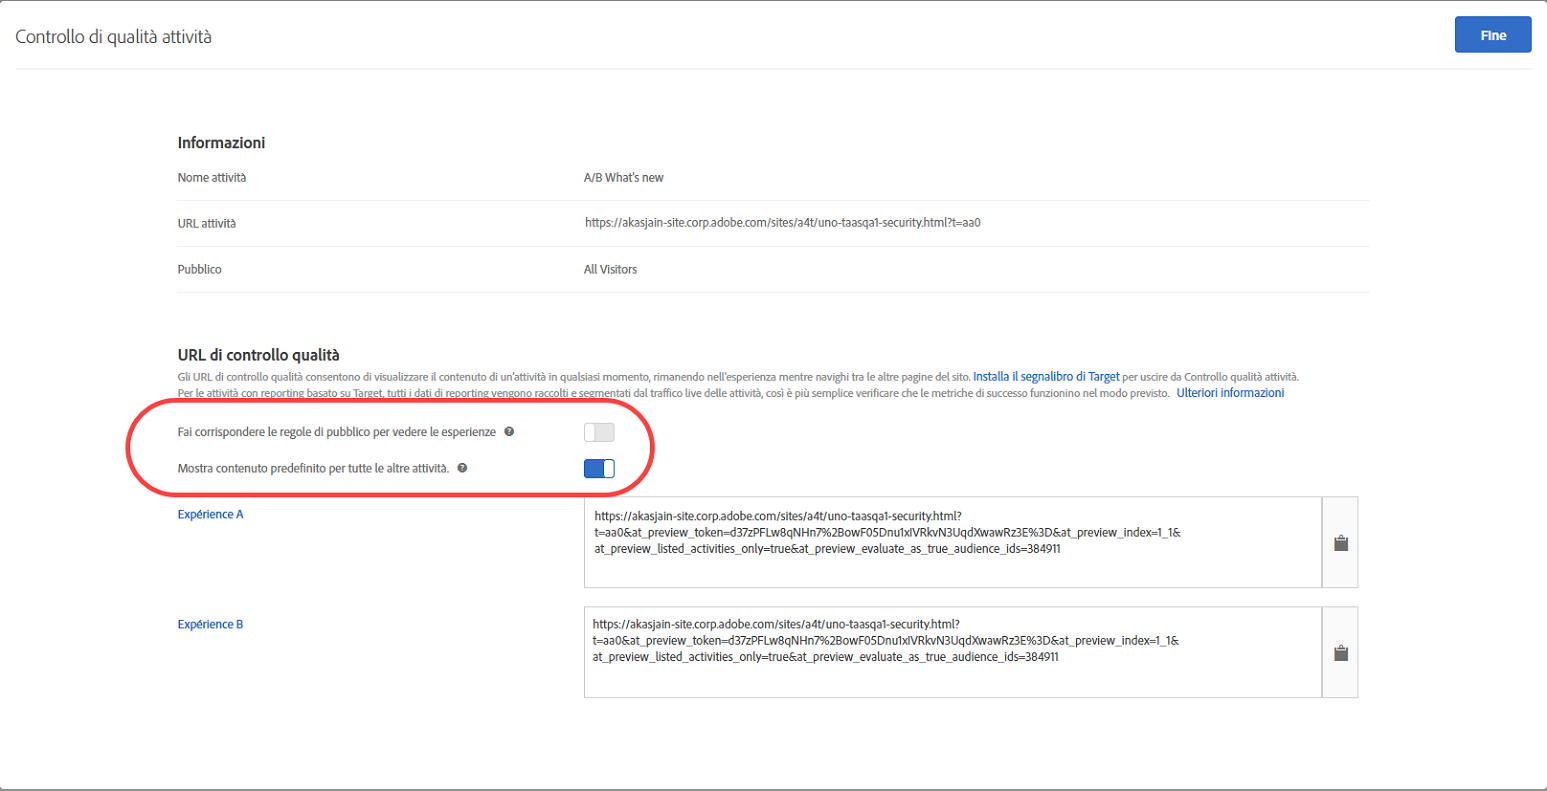 Controllo di qualità attività
Fine
Informazioni
Nome attività
A/B What's new
URL attività
https://akasjain-site.corp.adobe.com/sites/a4t/uno-taasqa1-security.html?t=aa0
Pubblico
All Visitors
URL di controllo qualità
Gli URL di controllo qualità consentono di visualizzare il contenuto di un'attività in qualsiasi momento, rimanendo nell'esperienza mentre navighi tra le altre pagine del sito. Installa il segnalibro di Target per uscire da Controllo qualità attività.
Per le attività con reporting basato su Target, tutti i dati di reporting vengono raccolti e segmentati dal traffico live delle attività, così è più semplice verificare che le metriche di successo funzionino nel modo previsto. Ulteriori informazioni
Fai corrispondere le regole di pubblico per vedere le esperienze
Mostra contenuto predefinito per tutte le altre attività.
Expérience A
https://akasjain-site.corp.adobe.com/sites/a4t/uno-taasqa1-security.html?
t=aa0&at_preview_token=d37zPFLw8qNHn7%2BowF05Dnu1xIVRkvN3UqdXwawRz3E%3D&at_preview_index=1_1&
at_preview_listed_activities_only=true&at_preview_evaluate_as_true_audience_ids=384911
Expérience B
https://akasjain-site.corp.adobe.com/sites/a4t/uno-taasqa1-security.html?
t=aa0&at_preview_token=d37zPFLw8qNHn7%2BowF05Dnu1xIVRkvN3UqdXwawRz3E%3D&at_preview_index=1_1&
at_preview_listed_activities_only=true&at_preview_evaluate_as_true_audience_ids=384911